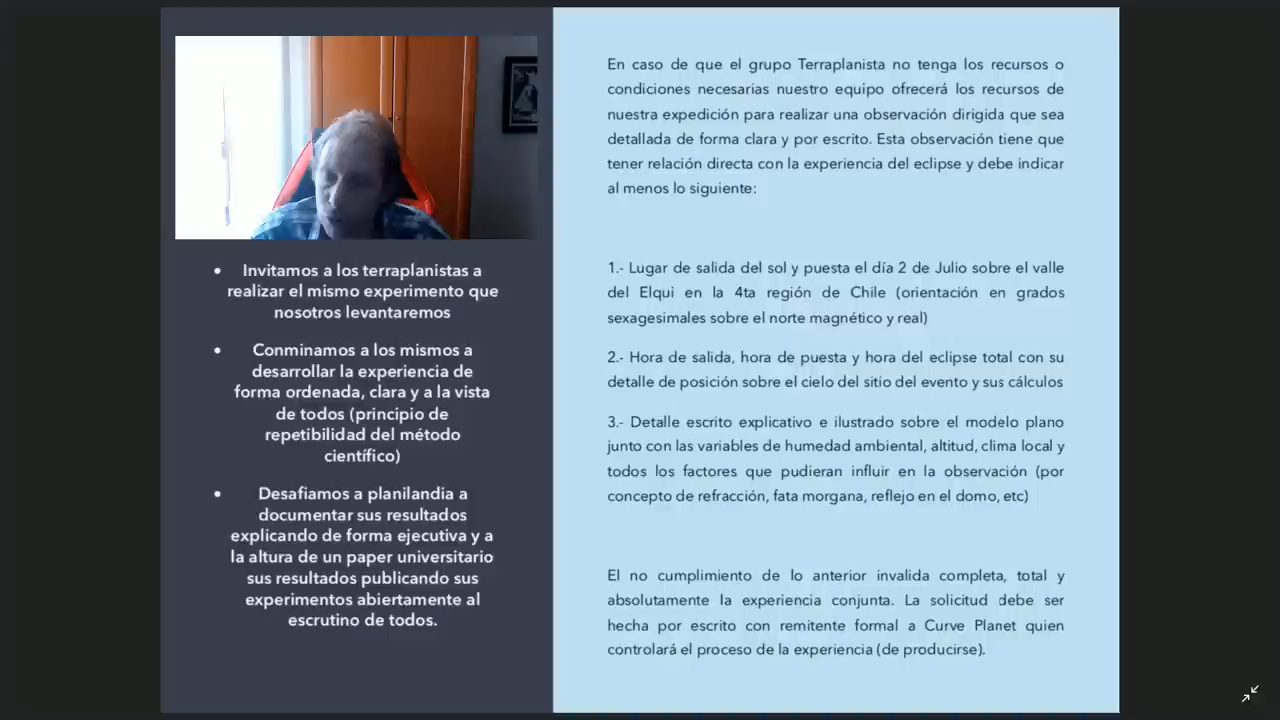 Invitamos a los terraplanistas a
realizar el mismo experimento que
nosotros levantaremos
Conminamos a los mismos a
desarrollar la experiencia de
forma ordenada, clara y a la vista
de todos (principio de
repetibilidad del método
científico)
Desafiamos a planilandia a
documentar sus resultados
explicando de forma ejecutiva y a
la altura de un paper universitario
sus resultados publicando sus
experimentos abiertamente al
escrutino de todos.
En caso de que el grupo Terraplanista no tenga los recursos o
condiciones necesarias nuestro equipo ofrecerá los recursos de
nuestra expedición para realizar una observación dirigida que sea
detallada de forma clara y por escrito. Esta observación tiene que
tener relación directa con la experiencia del eclipse y debe indicar
al menos lo siguiente:
1.- Lugar de salida del sol y puesta el día 2 de Julio sobre el valle
del Elqui en la 4ta región de Chile (orientación en grados
sexagesimales sobre el norte magnético y real)
2.- Hora de salida, hora de puesta y hora del eclipse total con su
detalle de posición sobre el cielo del sitio del evento y sus cálculos
3.- Detalle escrito explicativo e ilustrado sobre el modelo plano
junto con las variables de humedad ambiental, altitud, clima local y
todos los factores que pudieran influir en la observación (por
concepto de refracción, fata morgana, reflejo en el domo, etc)
El no cumplimiento de lo anterior invalida completa, total y
absolutamente la experiencia conjunta. La solicitud debe ser
hecha por escrito con remitente formal a Curve Planet quien
controlará el proceso de la experiencia (de producirse).